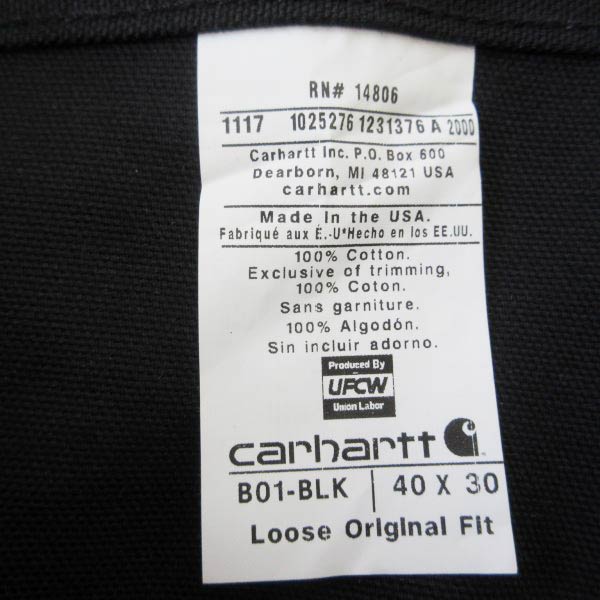 RN# 14806
1117 1025276 1231376 A 2000
Carhartt Inc. P.O. Box 600
Dearborn, MI 48121 USA
carhartt.com
Made in the USA.
Fabriqué aux É.-U*Hecho en los EE.UU.
100% Cotton.
Exclusive of trimming,
100% Coton.
Sans garniture.
100% Algodón.
Sin incluir adorno.
Produced By
UFCW
Union Labor
carhartt
B01-BLK | 40 X 30
Loose Original Fit